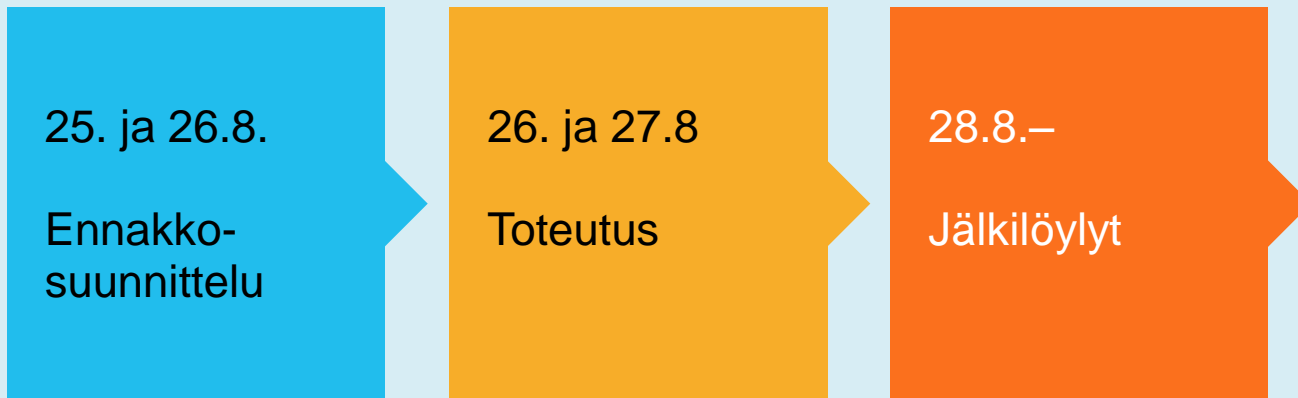 25. ja 26.8.
Ennakko-
suunnittelu
26. ja 27.8
Toteutus
28.8.–
Jälkilöylyt